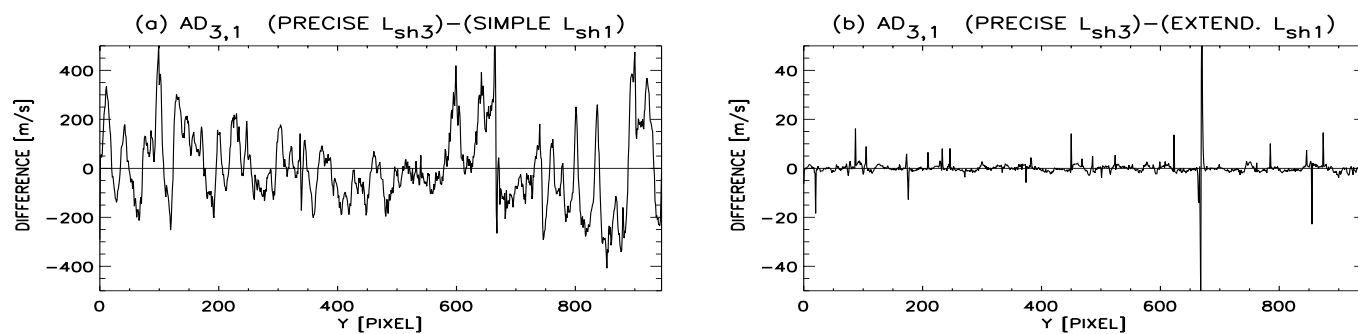 (a) AD3,1 (PRECISE Lsh3)−(SIMPLE Lsh1)
DIFFERENCE [m/s]
400
200
0
−200
−400
0 200 400 600 800
Y [PIXEL]
(b) AD3,1 (PRECISE Lsh3)−(EXTEND. Lsh1)
DIFFERENCE [m/s]
40
20
0
−20
−40
0 200 400 600 800
Y [PIXEL]